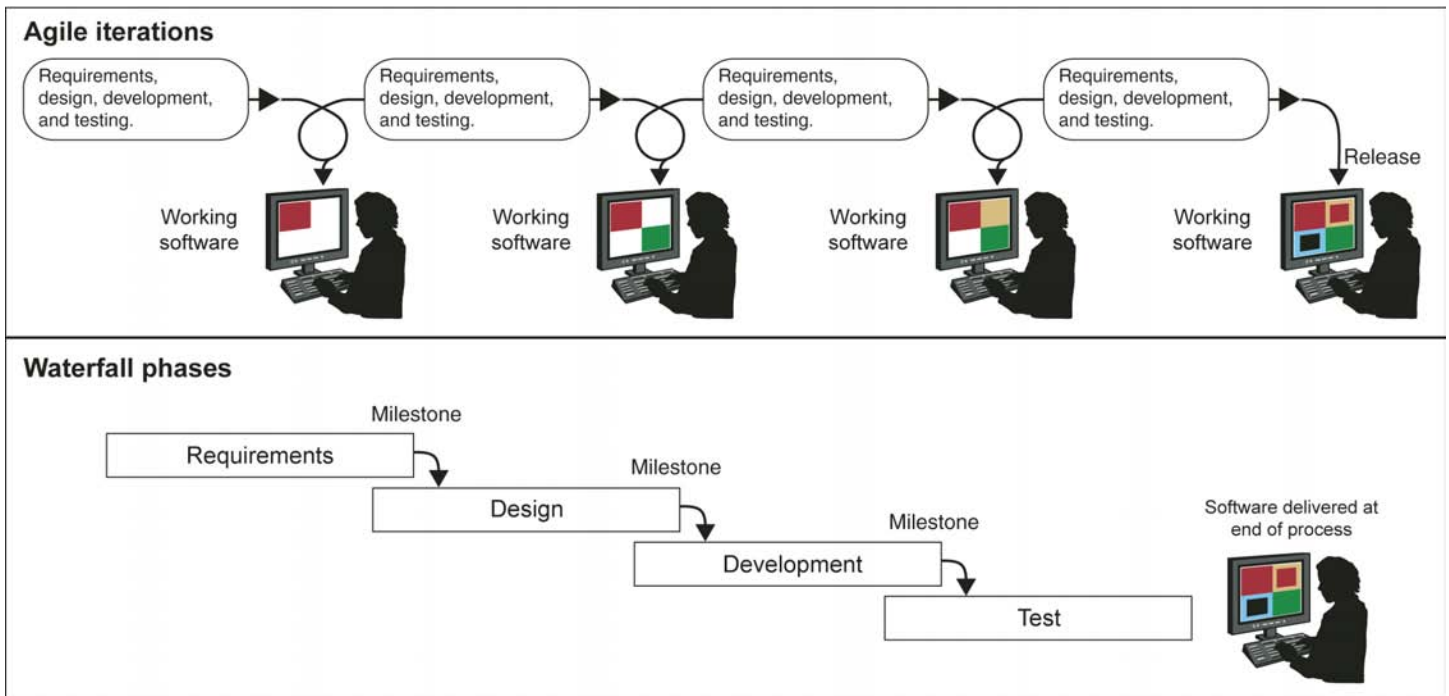 Agile iterations
Requirements,
design, development,
and testing.
Requirements,
design, development,
and testing.
Requirements,
design, development,
and testing.
Requirements,
design, development,
and testing.
Release
Working
software
Working
software
Working
software
Working
software
Waterfall phases
Milestone
Requirements
Milestone
Design
Milestone
Development
Test
Software delivered at
end of process